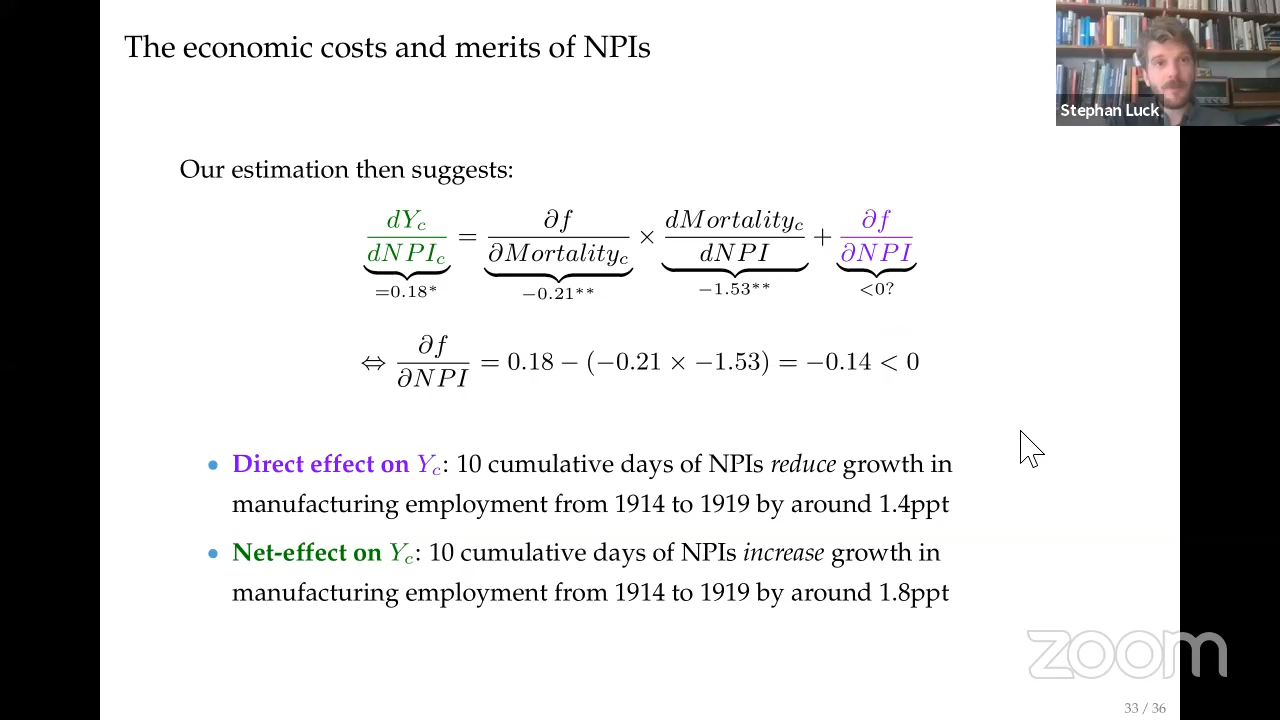 The economic costs and merits of NPIs
Stephan Luck
Our estimation then suggests:
dY_c / dNPI_c = ∂f / ∂Mortality_c × dMortality_c / dNPI + ∂f / ∂NPI
=0.18* −0.21** −1.53** <0?
⇔ ∂f / ∂NPI = 0.18 − (−0.21 × −1.53) = −0.14 < 0
• Direct effect on Y_c: 10 cumulative days of NPIs reduce growth in
manufacturing employment from 1914 to 1919 by around 1.4ppt
• Net-effect on Y_c: 10 cumulative days of NPIs increase growth in
manufacturing employment from 1914 to 1919 by around 1.8ppt
zoom
33 / 36